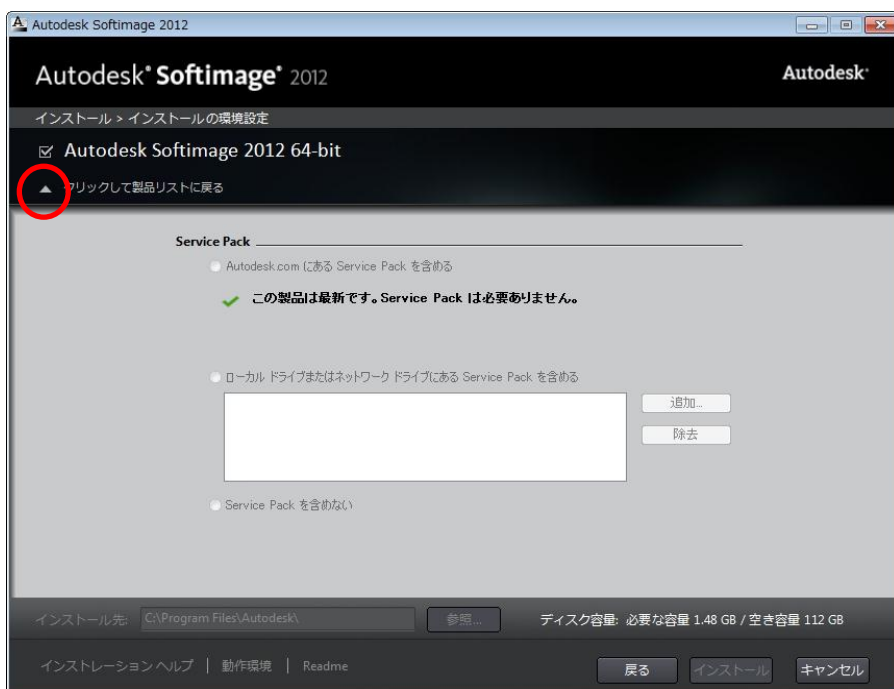 Autodesk Softimage 2012
Autodesk® Softimage® 2012
Autodesk®
インストール > インストールの環境設定
Autodesk Softimage 2012 64-bit
クリックして製品リストに戻る
Service Pack
Autodesk.com にある Service Pack を含める
この製品は最新です。Service Pack は必要ありません。
ローカル ドライブまたはネットワーク ドライブにある Service Pack を含める
追加...
除去
Service Pack を含めない
インストール先: C:\Program Files\Autodesk\ 参照... ディスク容量: 必要な容量 1.48 GB / 空き容量 112 GB
インストレーション ヘルプ | 動作環境 | Readme 戻る インストール キャンセル